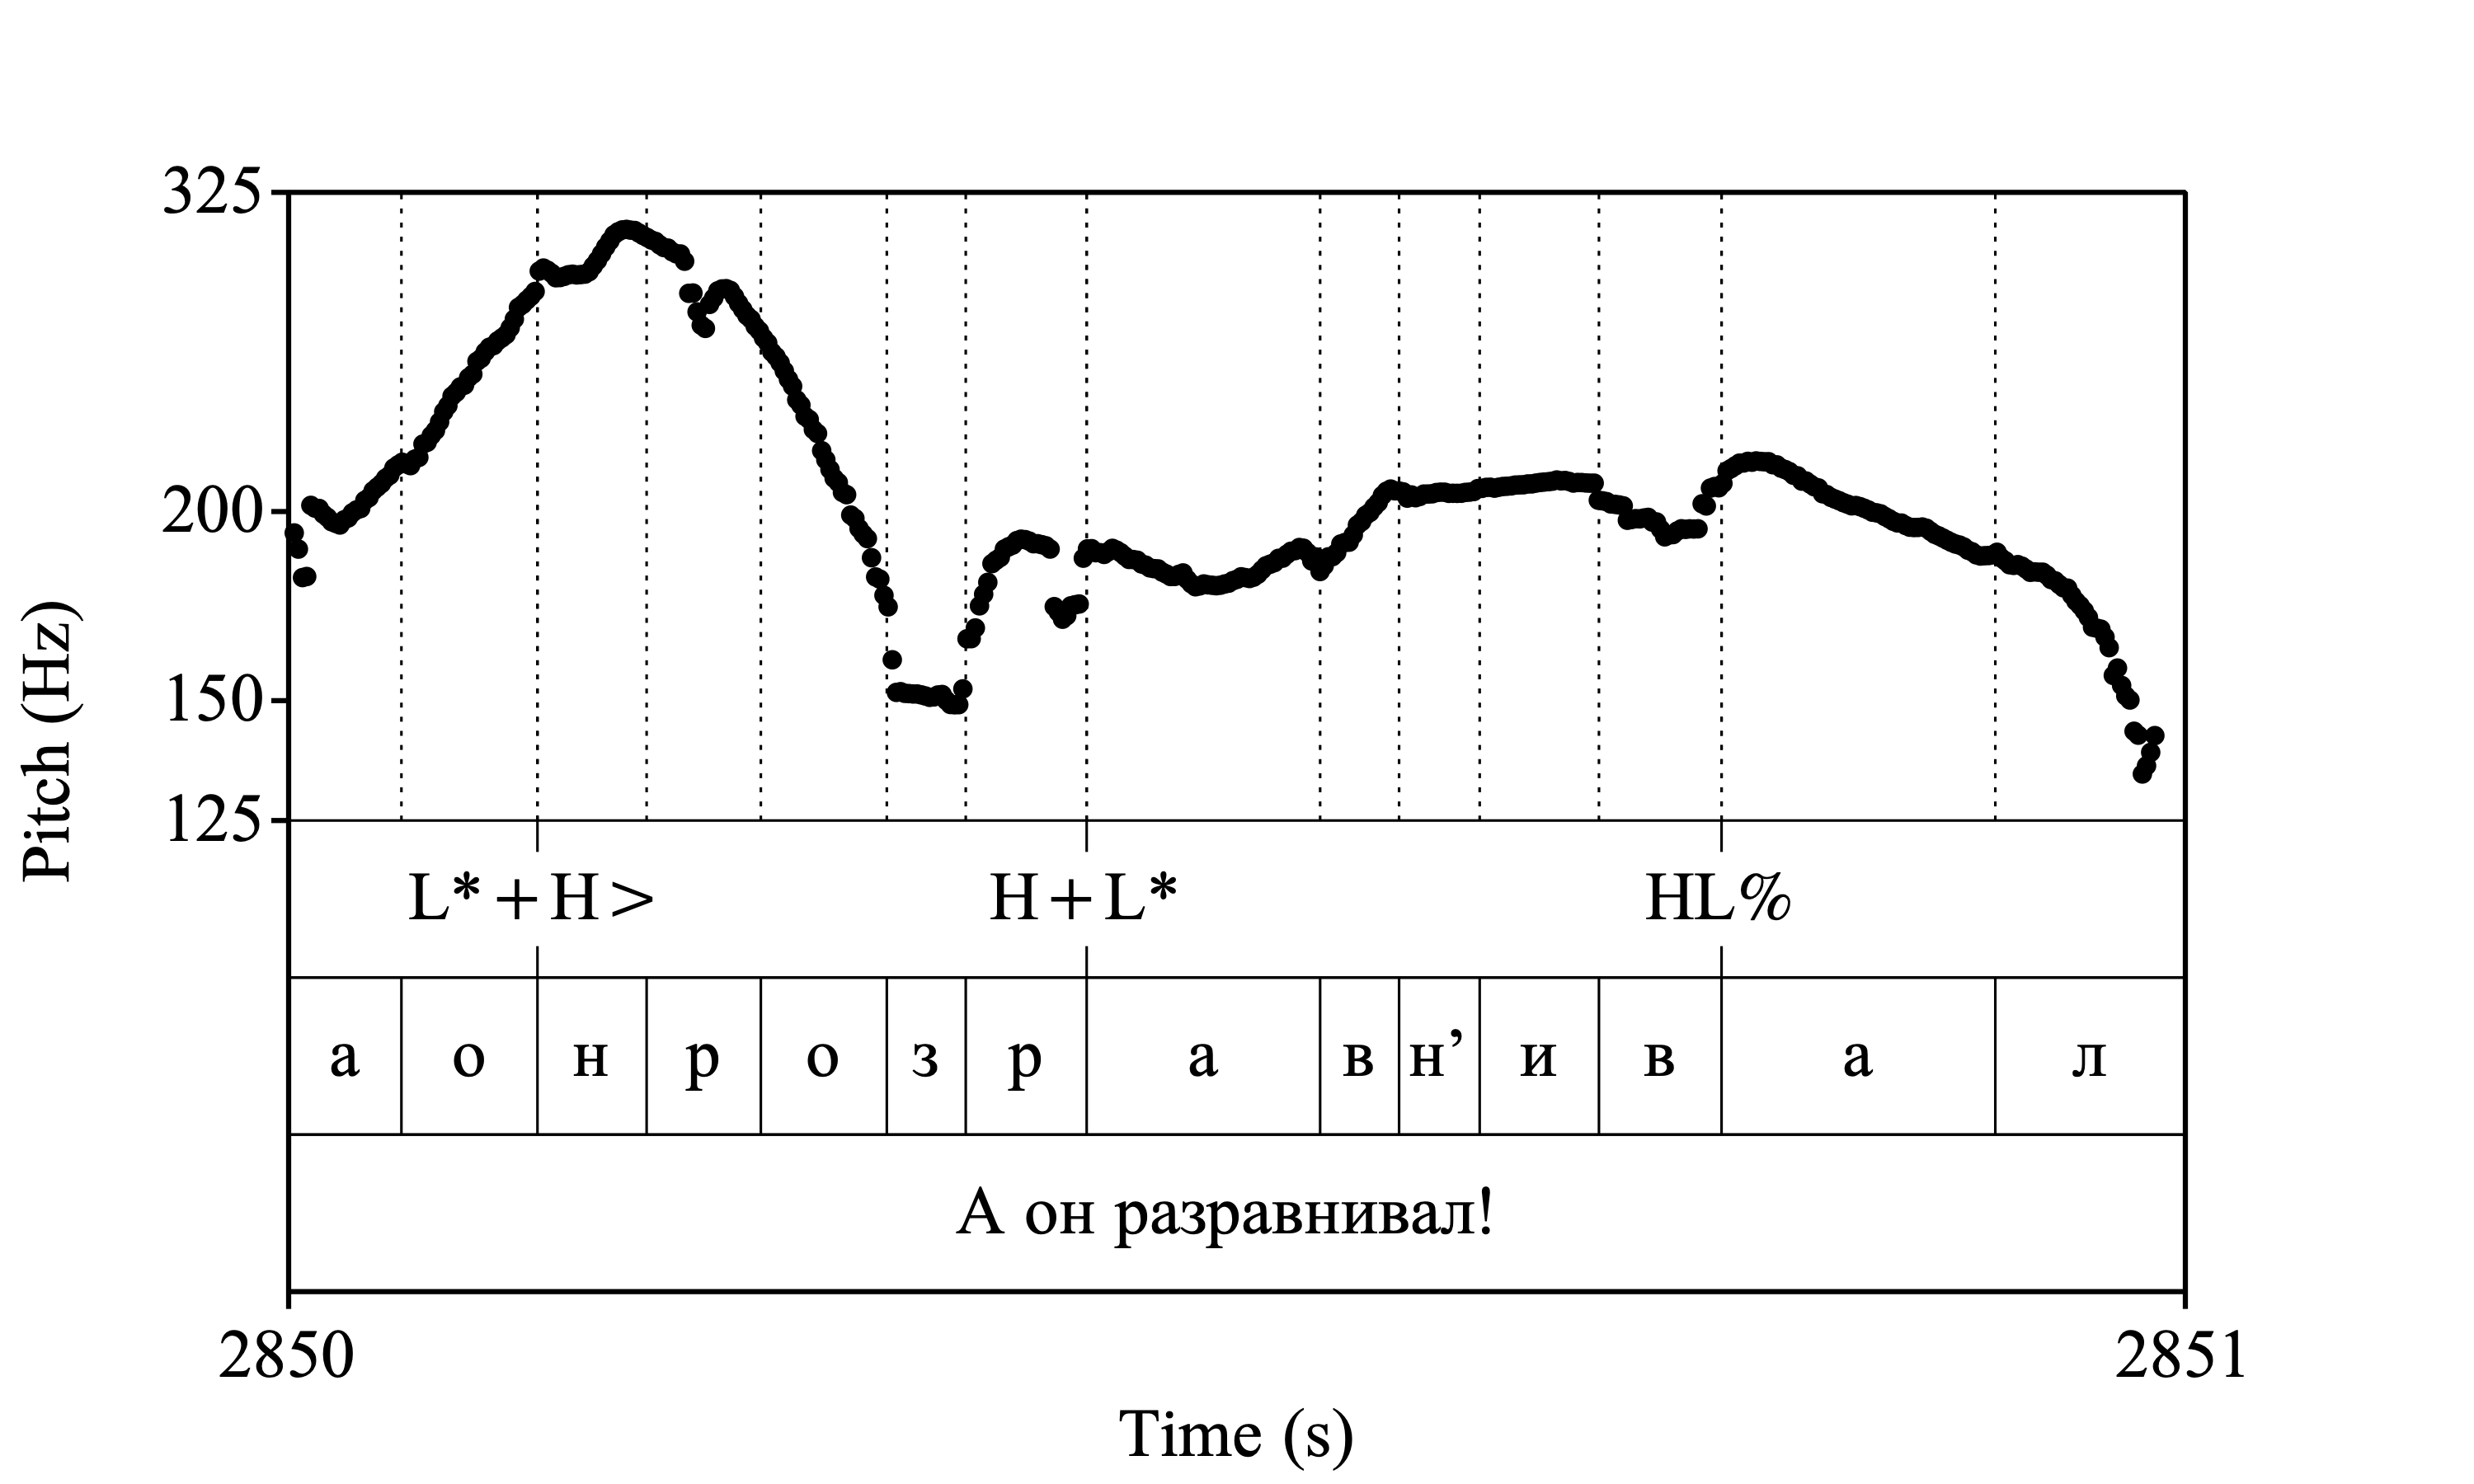 325
200
150
125
Pitch (Hz)
L*+H> H+L* HL%
а о н р о з р а в н’ и в а л
А он разравнивал!
2850 2851
Time (s)